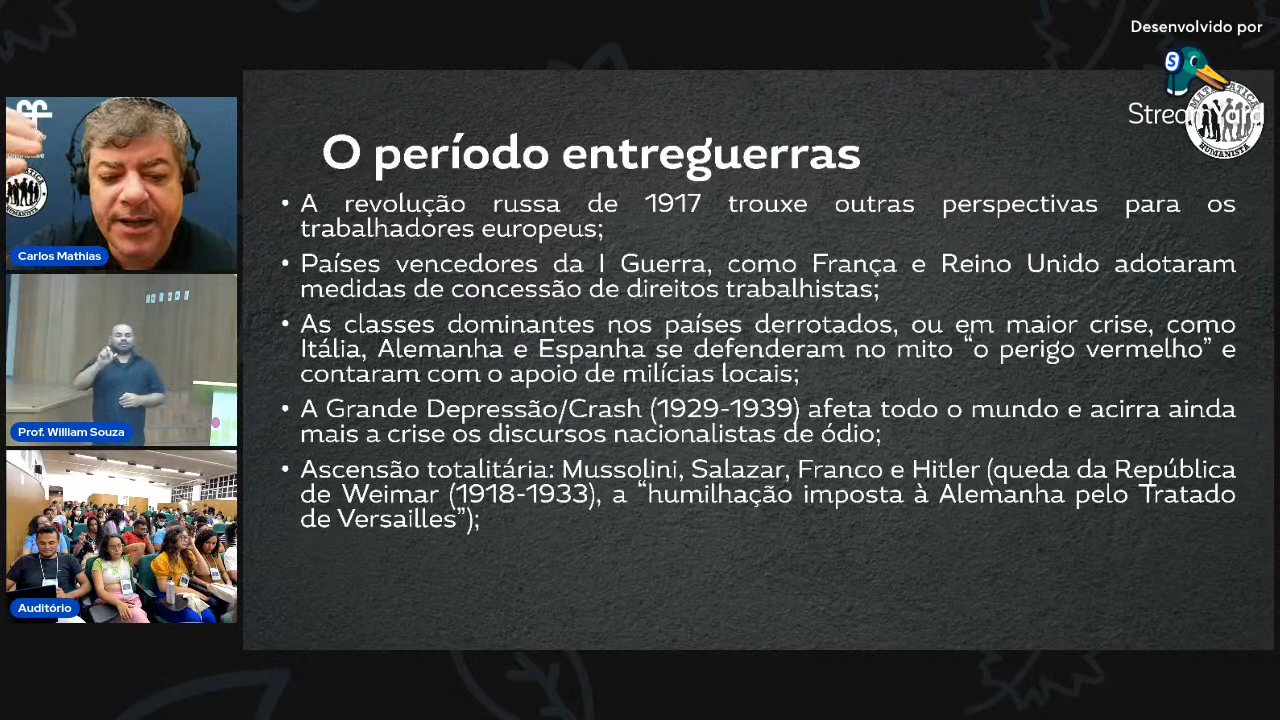 Desenvolvido por
StreamYard
MATEMÁTICA
HUMANISTA
O período entreguerras
• A revolução russa de 1917 trouxe outras perspectivas para os
trabalhadores europeus;
• Países vencedores da I Guerra, como França e Reino Unido adotaram
medidas de concessão de direitos trabalhistas;
• As classes dominantes nos países derrotados, ou em maior crise, como
Itália, Alemanha e Espanha se defenderam no mito “o perigo vermelho” e
contaram com o apoio de milícias locais;
• A Grande Depressão/Crash (1929-1939) afeta todo o mundo e acirra ainda
mais a crise os discursos nacionalistas de ódio;
• Ascensão totalitária: Mussolini, Salazar, Franco e Hitler (queda da República
de Weimar (1918-1933), a “humilhação imposta à Alemanha pelo Tratado
de Versailles”);
Carlos Mathias
Prof. William Souza
Auditório